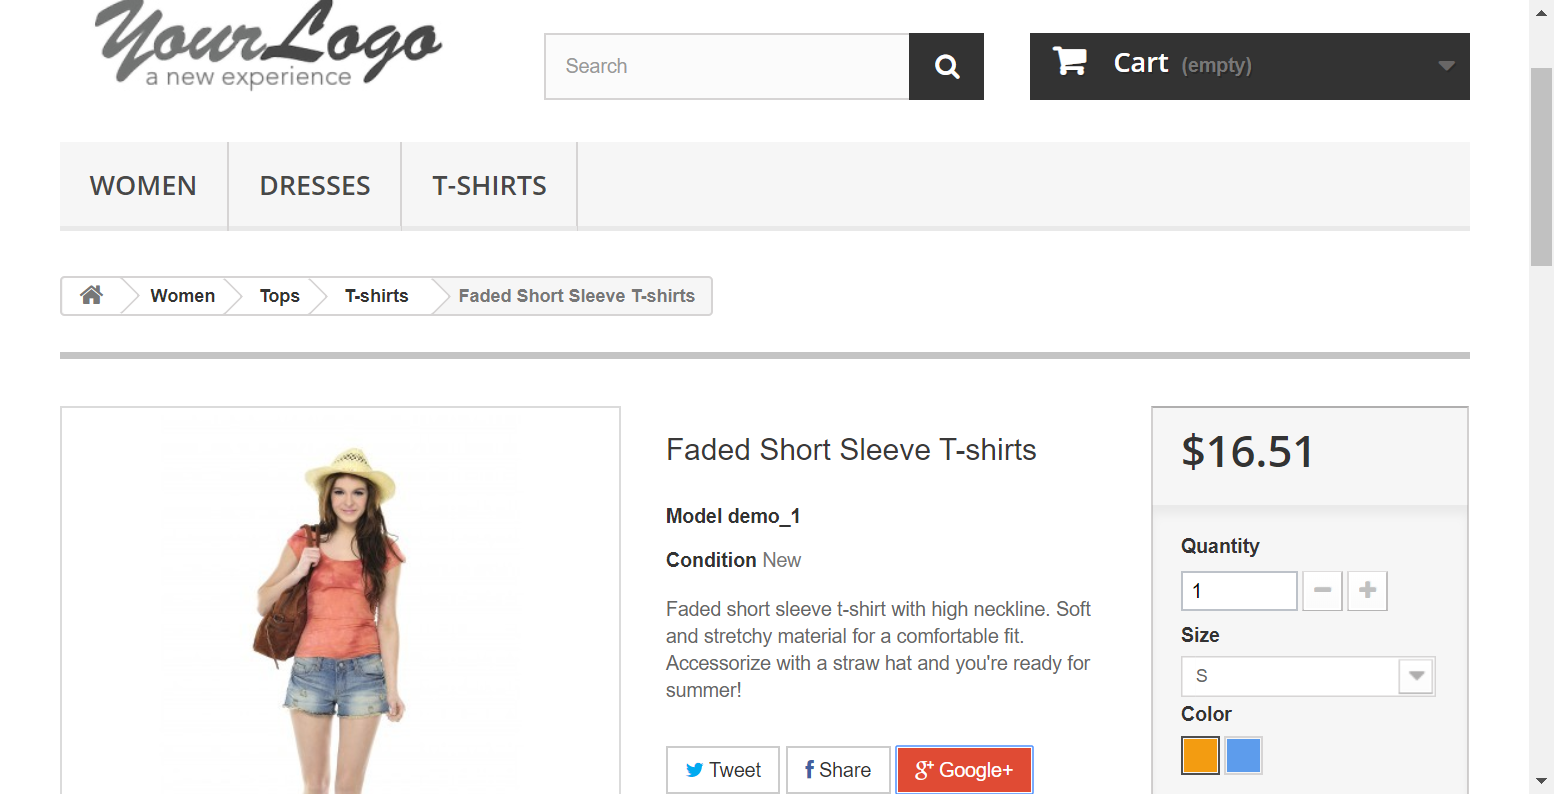 YourLogo
a new experience
Search
Cart (empty)
WOMEN
DRESSES
T-SHIRTS
Women
Tops
T-shirts
Faded Short Sleeve T-shirts
Faded Short Sleeve T-shirts
Model demo_1
Condition New
Faded short sleeve t-shirt with high neckline. Soft
and stretchy material for a comfortable fit.
Accessorize with a straw hat and you're ready for
summer!
Tweet
Share
Google+
$16.51
Quantity
1
Size
S
Color